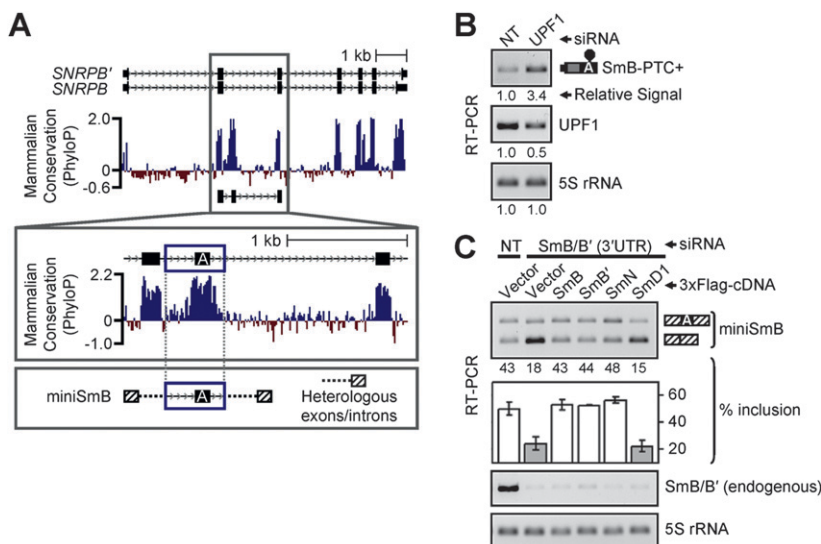 A
1 kb
SNRPB'
SNRPB
Mammalian
Conservation
(PhyloP)
2.0
0
-0.6
1 kb
A
Mammalian
Conservation
(PhyloP)
2.2
0
-1.0
miniSmB
A
Heterologous
exons/introns
B
NT UPF1 siRNA
RT-PCR
A SmB-PTC+
1.0 3.4 Relative Signal
UPF1
1.0 0.5
5S rRNA
1.0 1.0
C
NT SmB/B′ (3′UTR) siRNA
Vector Vector SmB SmB′ SmN SmD1 3xFlag-cDNA
RT-PCR
A
miniSmB
43 18 43 44 48 15
60
40
20
% inclusion
SmB/B′ (endogenous)
5S rRNA